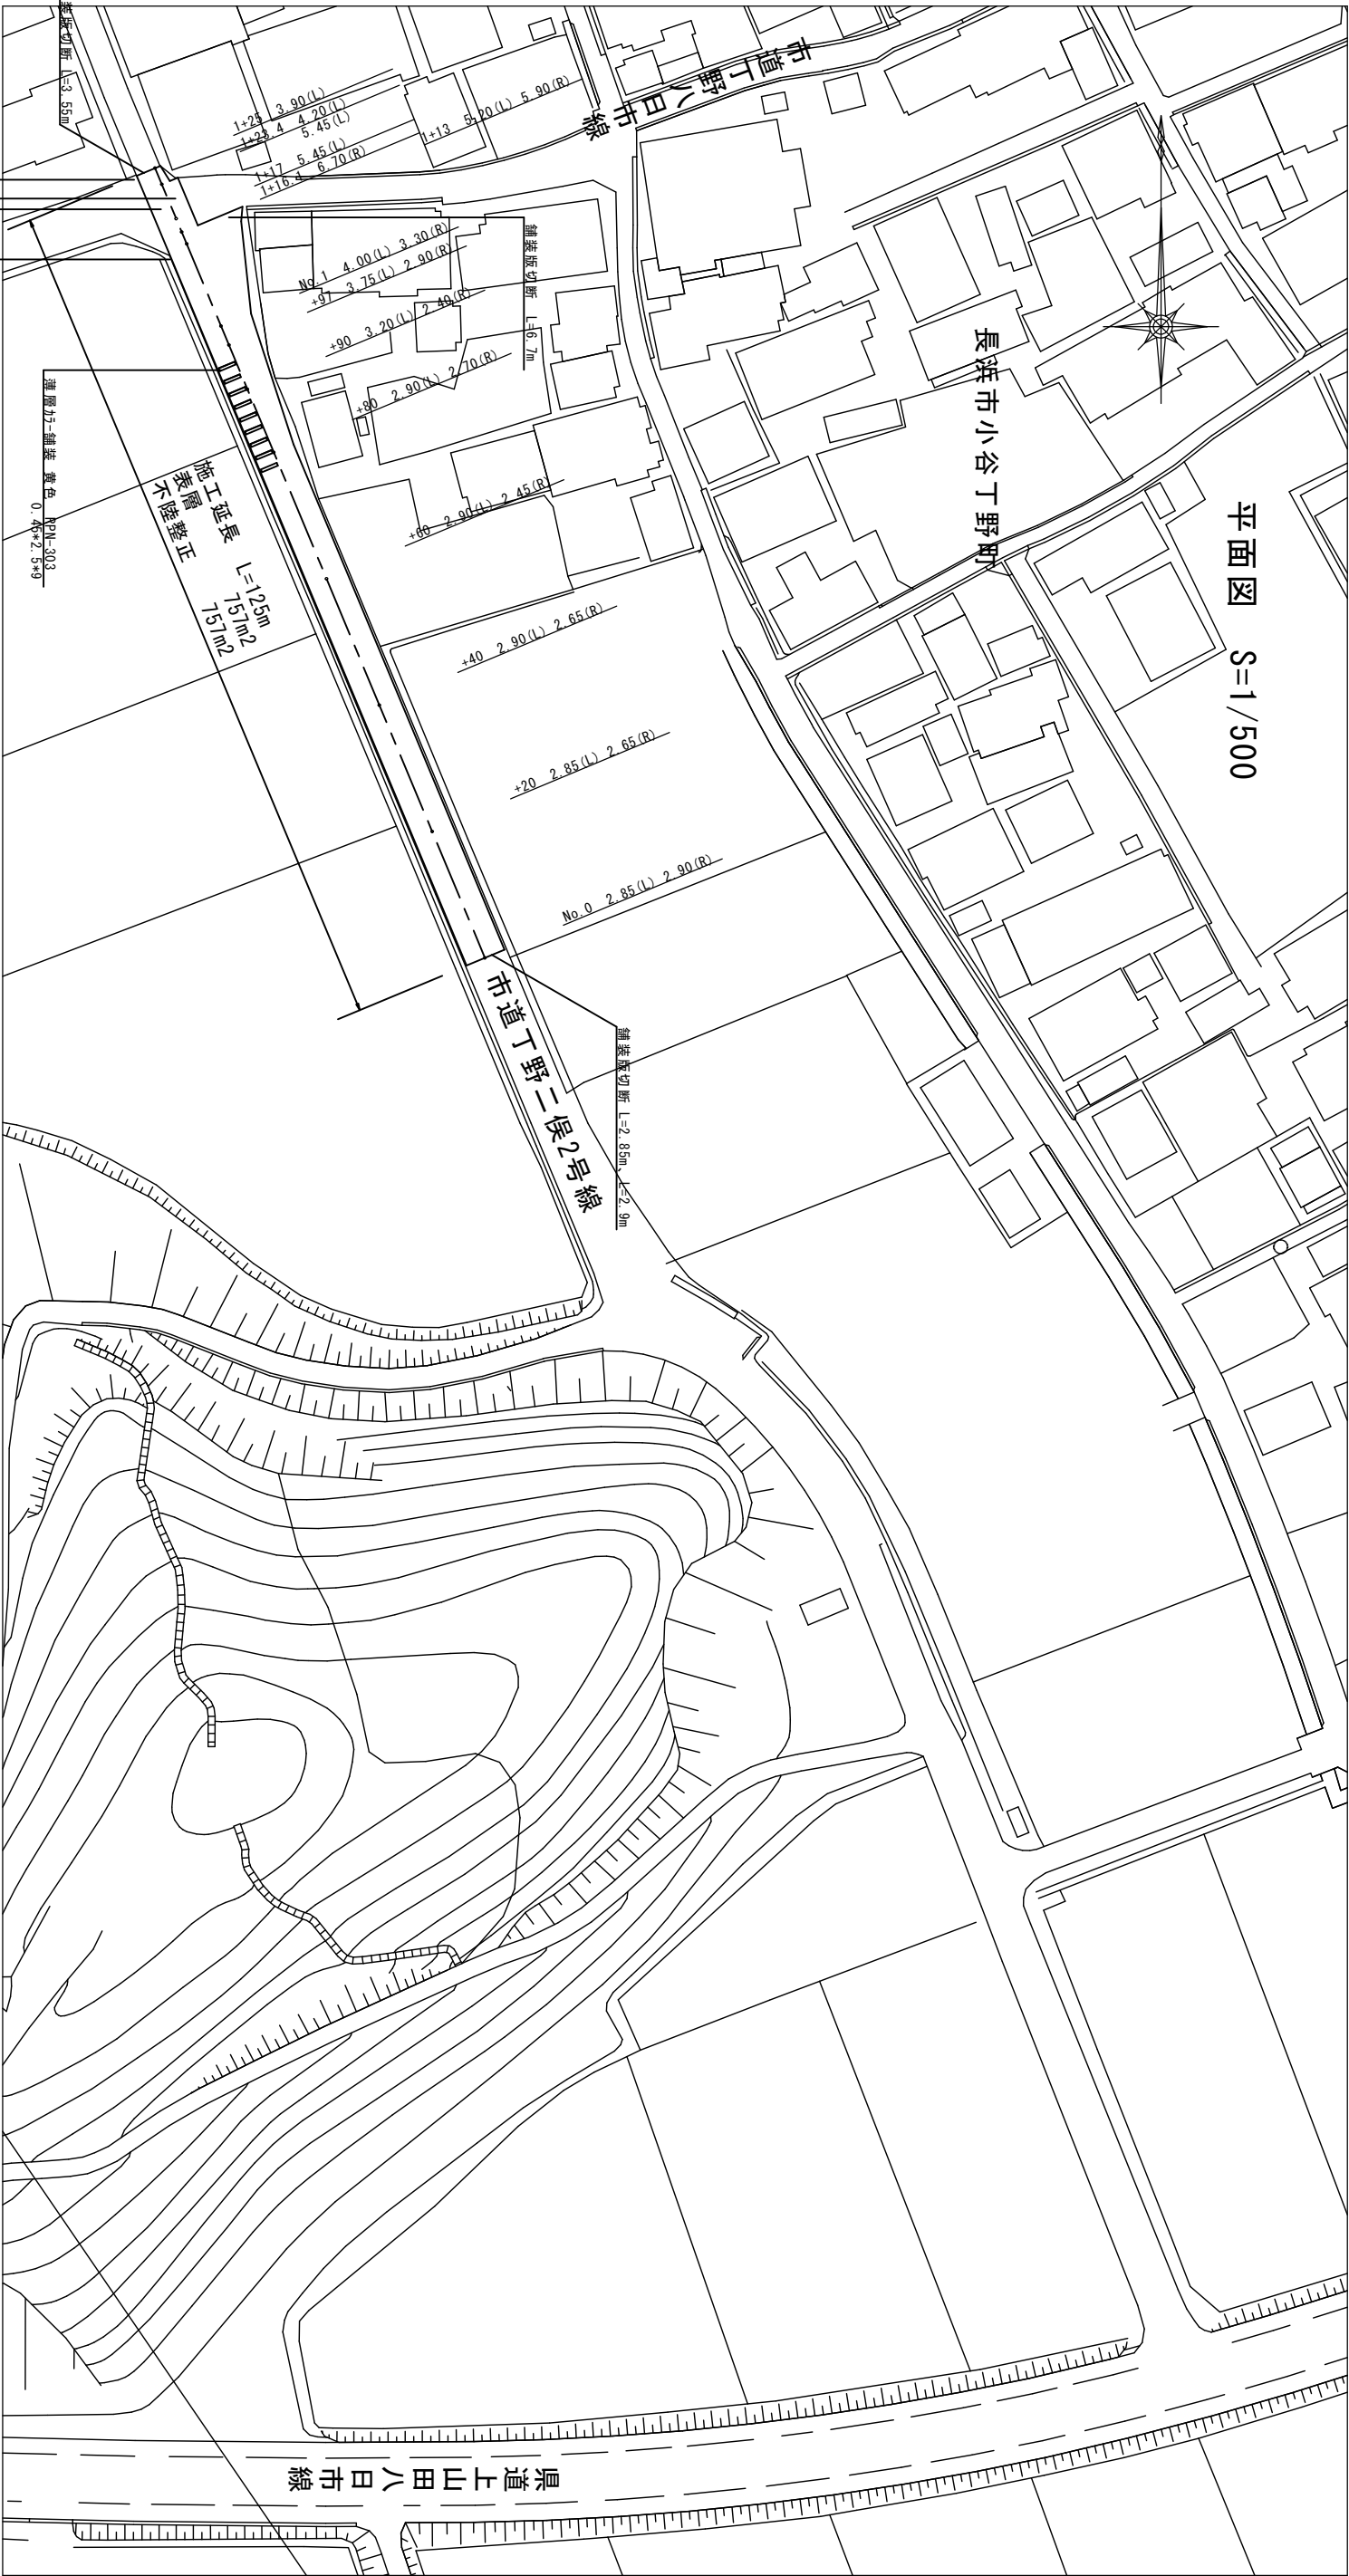 平面図　S=1/500
長浜市小谷丁野町
市道丁野八日市線
舗装版切断　L=6.7m
装版切断 L=3.55m
1+25　3.90(L)
1+23.4　4.20(L)
5.45(L)
1+17　5.45(L)
1+16.1　6.70(R)
1+13　5.20(L) 5.90(R)
No.1　4.00(L) 3.30(R)
+97　3.75(L) 2.90(R)
+90　3.20(L) 2.40(R)
+80　2.90(L) 2.70(R)
+60　2.90(L) 2.45(R)
+40　2.90(L) 2.65(R)
+20　2.85(L) 2.65(R)
No.0　2.85(L) 2.90(R)
施工延長　L=125m
表層　757m2
不陸整正　757m2
薄層ｶﾗｰ舗装 黄色 RPN-303
0.45*2.5*9
舗装版切断 L=2.85m、L=2.9m
市道丁野二俣2号線
県道上山田八日市線